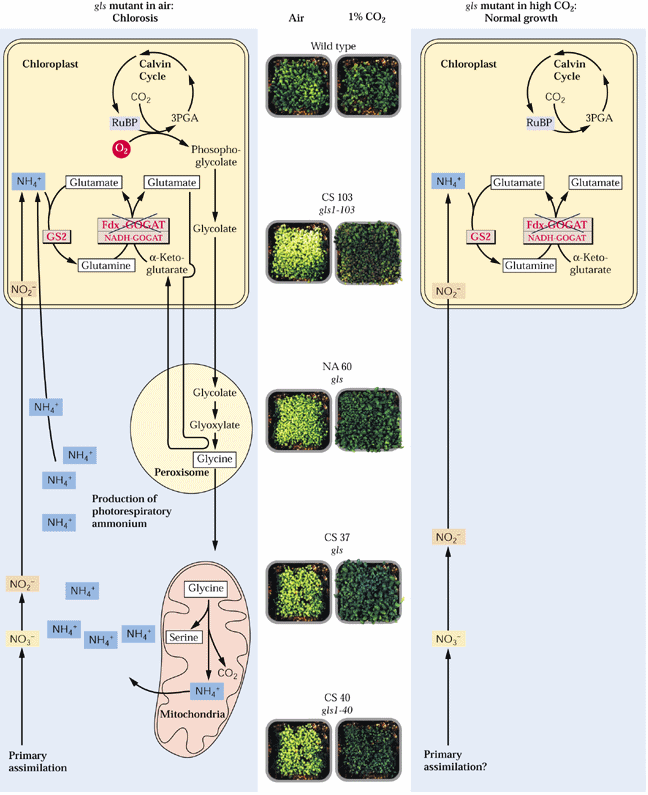 gls mutant in air:
Chlorosis
Chloroplast
Calvin
Cycle
CO2
RuBP
3PGA
O2
Phosopho-
glycolate
NH4+
Glutamate
Glutamate
Fdx-GOGAT
NADH-GOGAT
GS2
Glycolate
Glutamine
α-Keto-
glutarate
NO2−
Glycolate
NH4+
Glyoxylate
NH4+
Glycine
Peroxisome
NH4+
Production of
photorespiratory
ammonium
NH4+
NO2−
NH4+
Glycine
NO3−
NH4+
NH4+
NH4+
Serine
CO2
NH4+
Mitochondria
Primary
assimilation
Air
1% CO2
Wild type
CS 103
gls1-103
NA 60
gls
CS 37
gls
CS 40
gls1-40
gls mutant in high CO2:
Normal growth
Chloroplast
Calvin
Cycle
CO2
RuBP
3PGA
NH4+
Glutamate
Glutamate
Fdx-GOGAT
NADH-GOGAT
GS2
Glutamine
α-Keto-
glutarate
NO2−
NO2−
NO3−
Primary
assimilation?